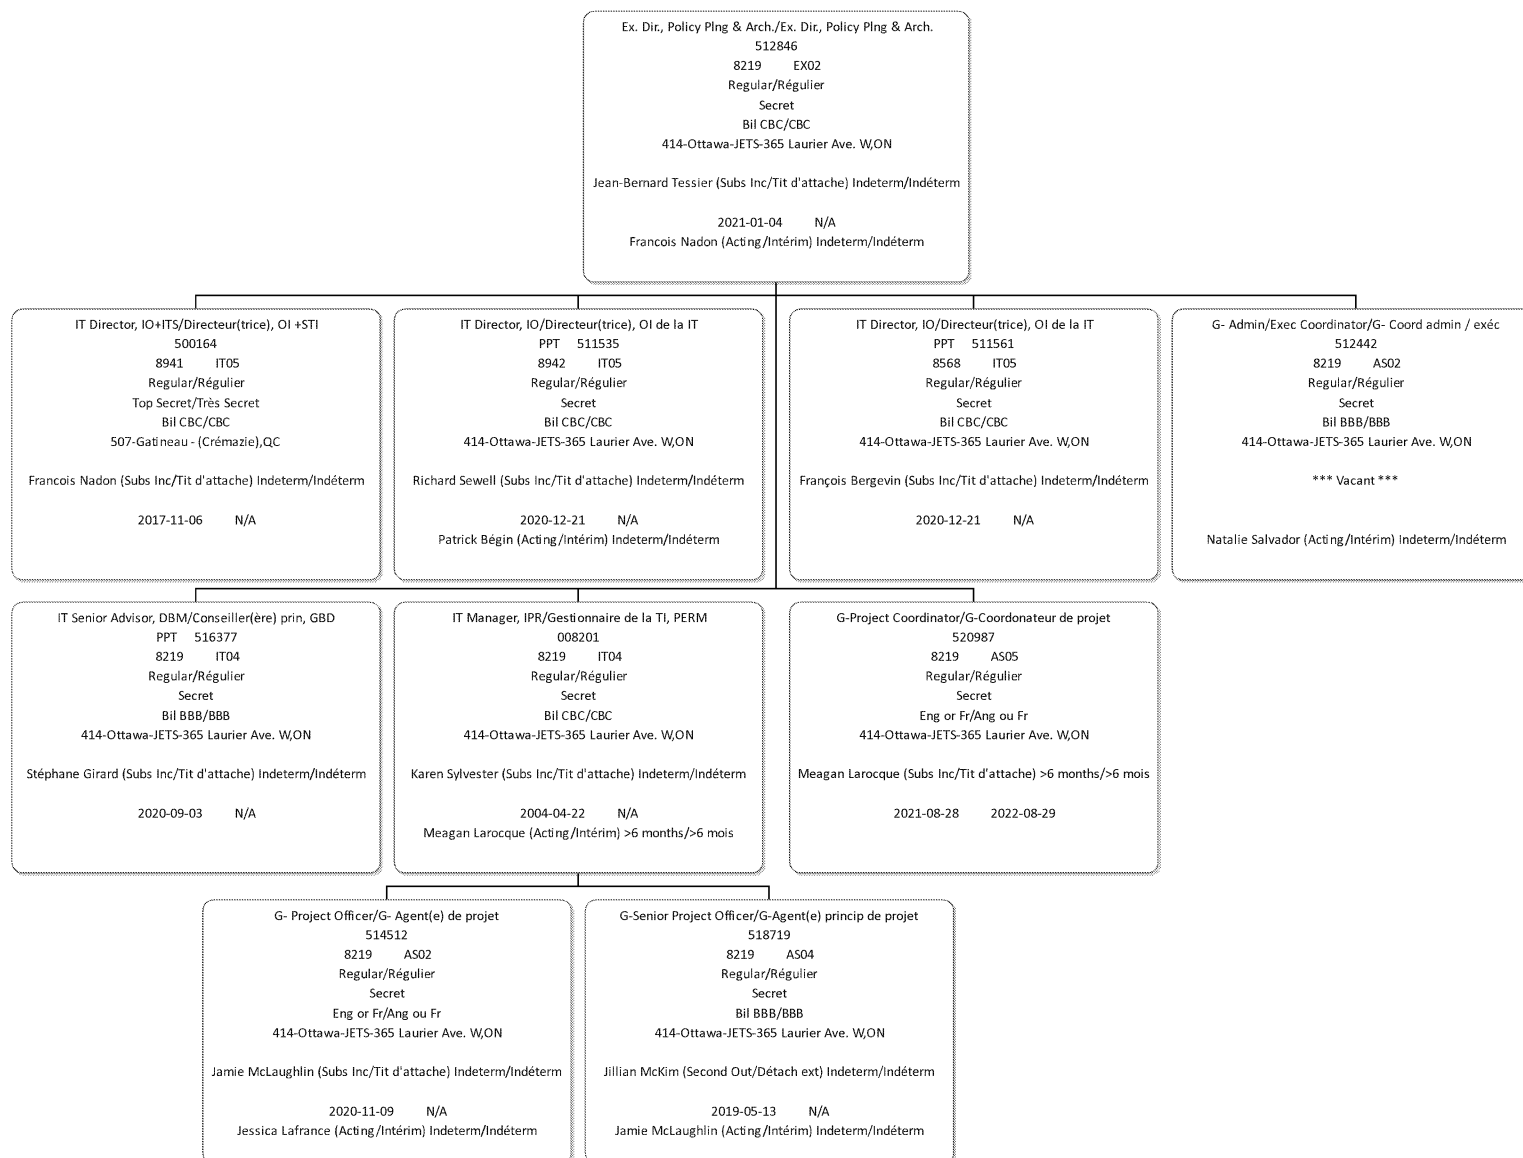 Ex. Dir., Policy Plng & Arch./Ex. Dir., Policy Plng & Arch.
512846
8219 EX02
Regular/Régulier
Secret
Bil CBC/CBC
414-Ottawa-JETS-365 Laurier Ave. W,ON
Jean-Bernard Tessier (Subs Inc/Tit d'attache) Indeterm/Indéterm
2021-01-04 N/A
Francois Nadon (Acting/Intérim) Indeterm/Indéterm
IT Director, IO+ITS/Directeur(trice), OI +STI
500164
8941 IT05
Regular/Régulier
Top Secret/Très Secret
Bil CBC/CBC
507-Gatineau - (Crémazie),QC
Francois Nadon (Subs Inc/Tit d'attache) Indeterm/Indéterm
2017-11-06 N/A
IT Director, IO/Directeur(trice), OI de la IT
PPT 511535
8942 IT05
Regular/Régulier
Secret
Bil CBC/CBC
414-Ottawa-JETS-365 Laurier Ave. W,ON
Richard Sewell (Subs Inc/Tit d'attache) Indeterm/Indéterm
2020-12-21 N/A
Patrick Bégin (Acting/Intérim) Indeterm/Indéterm
IT Director, IO/Directeur(trice), OI de la IT
PPT 511561
8568 IT05
Regular/Régulier
Secret
Bil CBC/CBC
414-Ottawa-JETS-365 Laurier Ave. W,ON
François Bergevin (Subs Inc/Tit d'attache) Indeterm/Indéterm
2020-12-21 N/A
G- Admin/Exec Coordinator/G- Coord admin / exéc
512442
8219 AS02
Regular/Régulier
Secret
Bil BBB/BBB
414-Ottawa-JETS-365 Laurier Ave. W,ON
*** Vacant ***
Natalie Salvador (Acting/Intérim) Indeterm/Indéterm
IT Senior Advisor, DBM/Conseiller(ère) prin, GBD
PPT 516377
8219 IT04
Regular/Régulier
Secret
Bil BBB/BBB
414-Ottawa-JETS-365 Laurier Ave. W,ON
Stéphane Girard (Subs Inc/Tit d'attache) Indeterm/Indéterm
2020-09-03 N/A
IT Manager, IPR/Gestionnaire de la TI, PERM
008201
8219 IT04
Regular/Régulier
Secret
Bil CBC/CBC
414-Ottawa-JETS-365 Laurier Ave. W,ON
Karen Sylvester (Subs Inc/Tit d'attache) Indeterm/Indéterm
2004-04-22 N/A
Meagan Larocque (Acting/Intérim) >6 months/>6 mois
G-Project Coordinator/G-Coordonateur de projet
520987
8219 AS05
Regular/Régulier
Secret
Eng or Fr/Ang ou Fr
414-Ottawa-JETS-365 Laurier Ave. W,ON
Meagan Larocque (Subs Inc/Tit d'attache) >6 months/>6 mois
2021-08-28 2022-08-29
G- Project Officer/G- Agent(e) de projet
514512
8219 AS02
Regular/Régulier
Secret
Eng or Fr/Ang ou Fr
414-Ottawa-JETS-365 Laurier Ave. W,ON
Jamie McLaughlin (Subs Inc/Tit d'attache) Indeterm/Indéterm
2020-11-09 N/A
Jessica Lafrance (Acting/Intérim) Indeterm/Indéterm
G-Senior Project Officer/G-Agent(e) princip de projet
518719
8219 AS04
Regular/Régulier
Secret
Bil BBB/BBB
414-Ottawa-JETS-365 Laurier Ave. W,ON
Jillian McKim (Second Out/Détach ext) Indeterm/Indéterm
2019-05-13 N/A
Jamie McLaughlin (Acting/Intérim) Indeterm/Indéterm